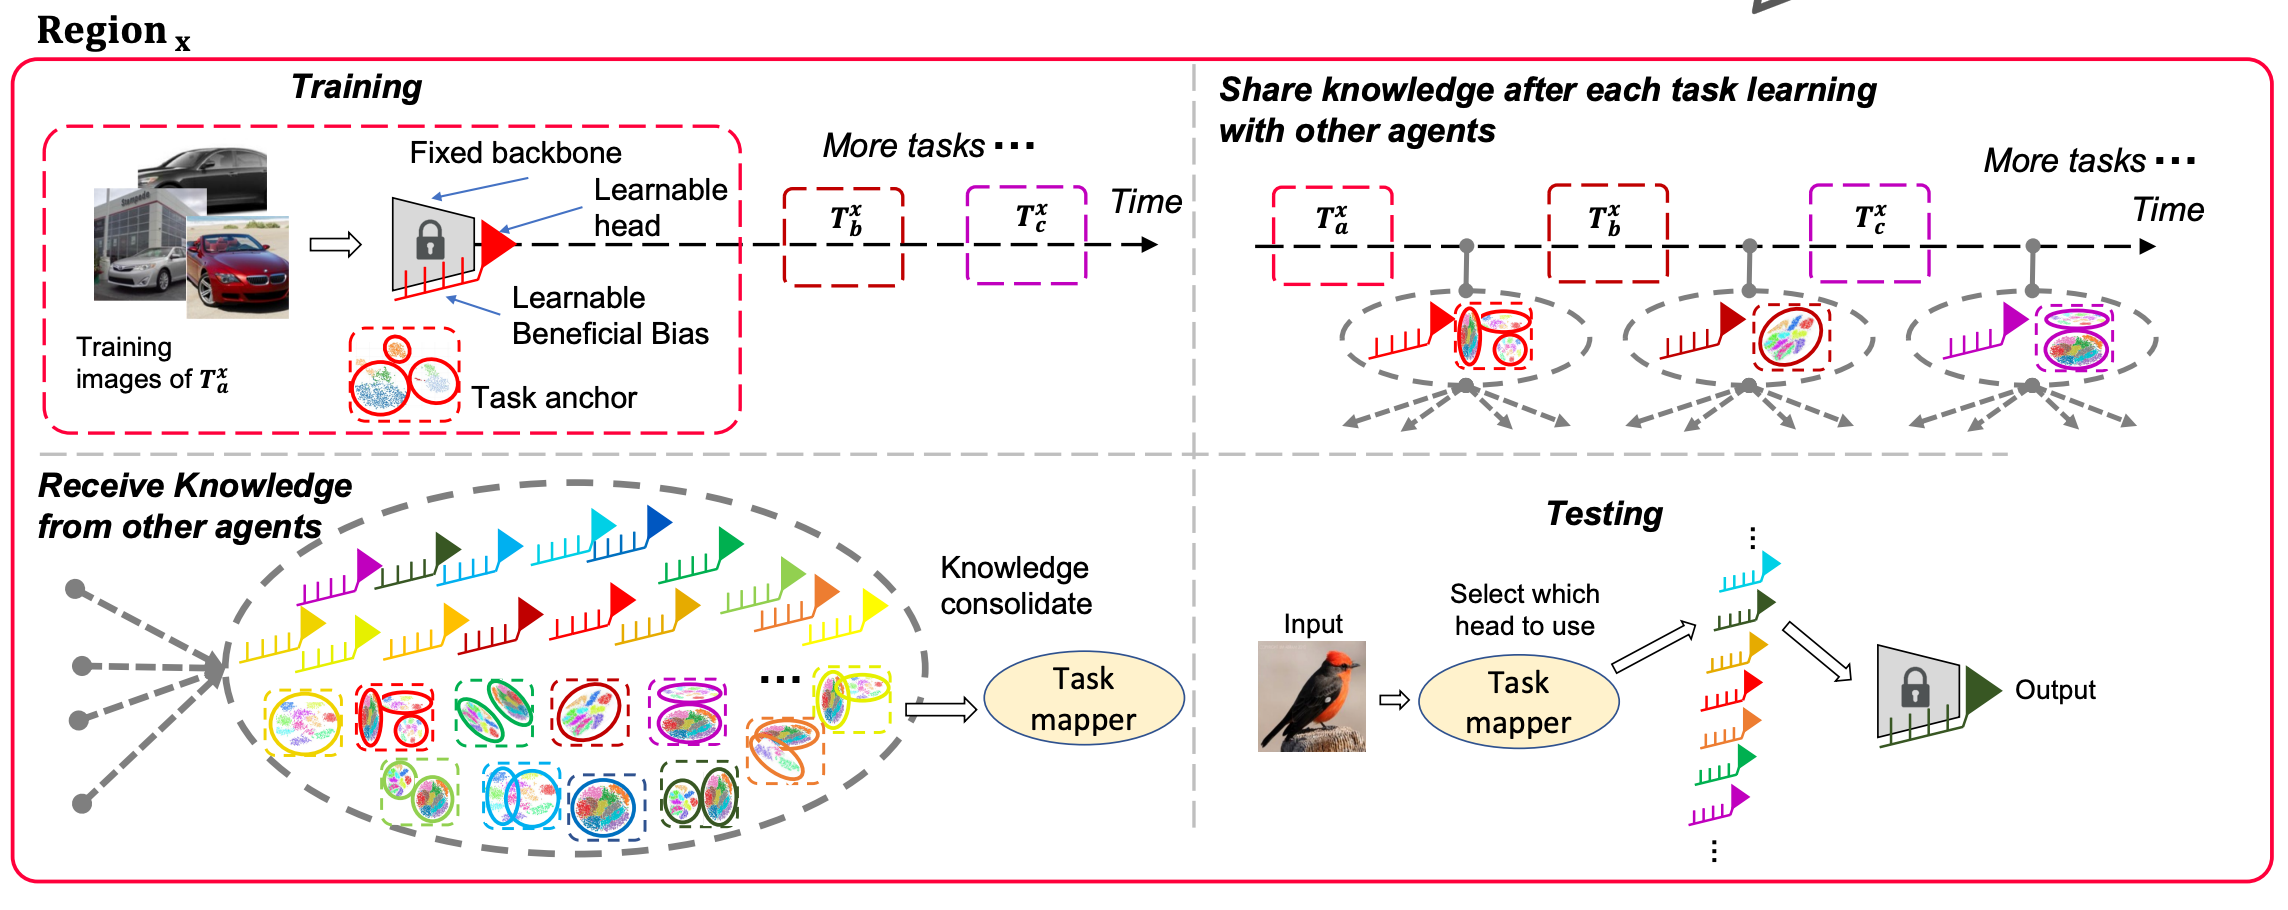 Region x
Training
Fixed backbone
Learnable
head
Learnable
Beneficial Bias
Training
images of T_a^x
Task anchor
More tasks ...
T_b^x
T_c^x
Time
Share knowledge after each task learning
with other agents
More tasks ...
Time
T_a^x
T_b^x
T_c^x
Receive Knowledge
from other agents
...
Knowledge
consolidate
Task
mapper
Testing
Input
Select which
head to use
Task
mapper
...
...
Output